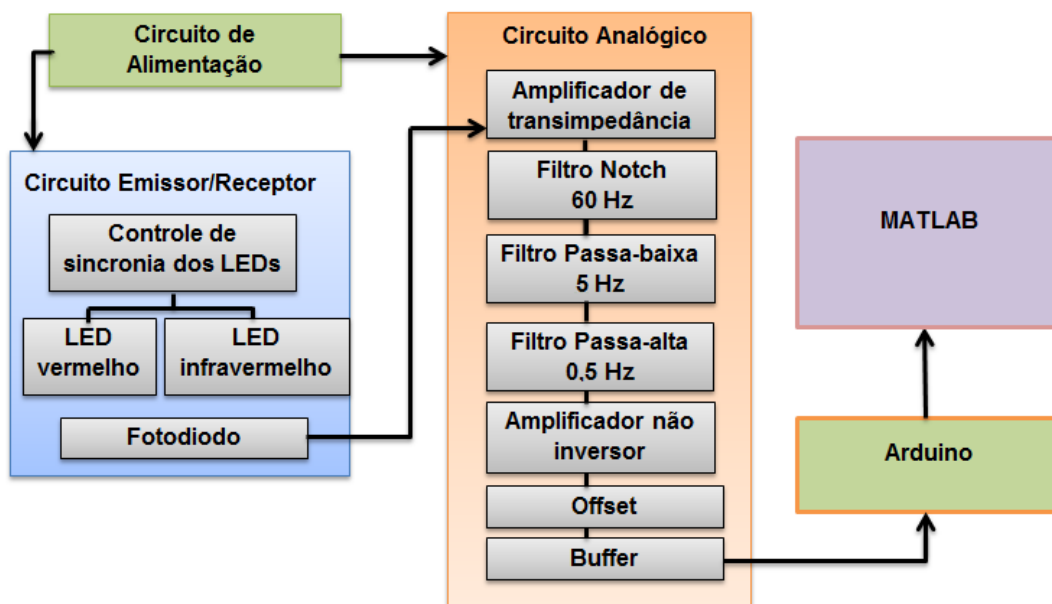 Circuito de
Alimentação
Circuito Emissor/Receptor
Controle de
sincronia dos LEDs
LED
vermelho
LED
infravermelho
Fotodiodo
Circuito Analógico
Amplificador de
transimpedância
Filtro Notch
60 Hz
Filtro Passa-baixa
5 Hz
Filtro Passa-alta
0,5 Hz
Amplificador não
inversor
Offset
Buffer
MATLAB
Arduino